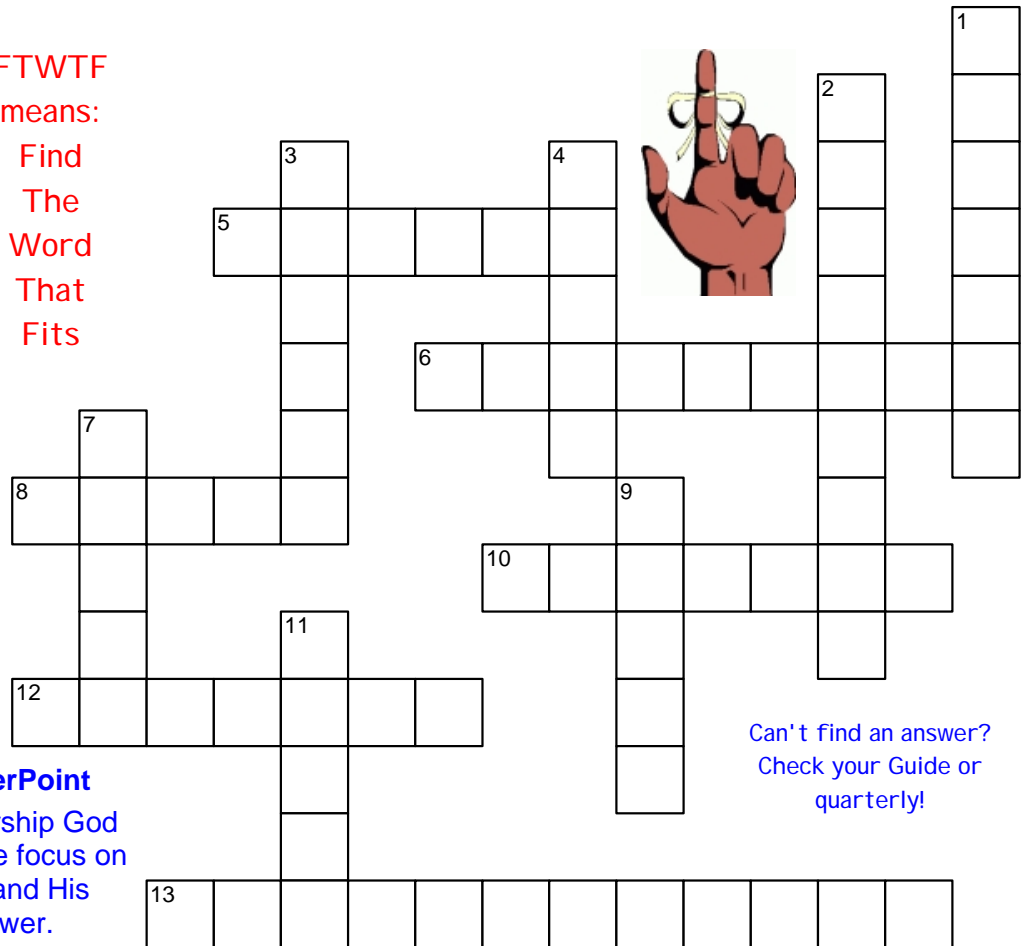 1
FTWTF
means:
Find
The
Word
That
Fits
2
3
4
5
6
7
8
9
10
11
12
Can't find an answer?
Check your Guide or
quarterly!
erPoint
rship God
e focus on
and His
wer.
13